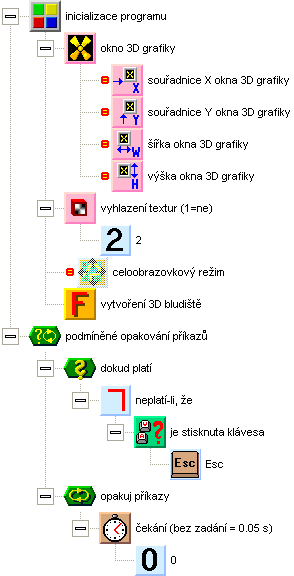 inicializace programu
okno 3D grafiky
X souřadnice X okna 3D grafiky
Y souřadnice Y okna 3D grafiky
W šířka okna 3D grafiky
H výška okna 3D grafiky
vyhlazení textur (1=ne)
2 2
celoobrazovkový režim
F vytvoření 3D bludiště
podmíněné opakování příkazů
dokud platí
neplatí-li, že
je stisknuta klávesa
Esc Esc
opakuj příkazy
čekání (bez zadání = 0.05 s)
0 0